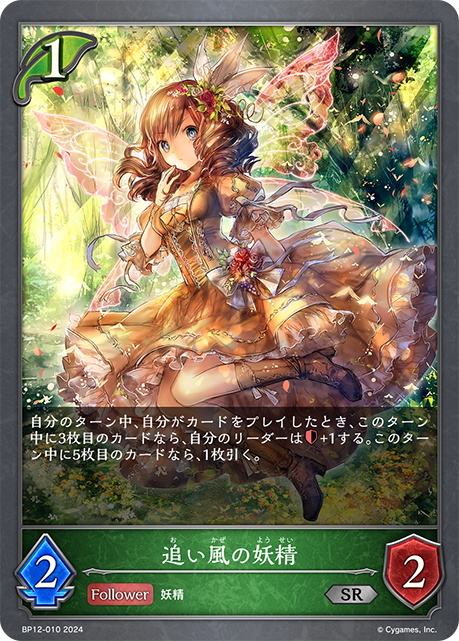 1
自分のターン中、自分がカードをプレイしたとき、このターン
中に3枚目のカードなら、自分のリーダーは+1する。このター
ン中に5枚目のカードなら、1枚引く。
お かぜ ようせい
追い風の妖精
2
Follower 妖精
SR
2
BP12-010 2024
© Cygames, Inc.